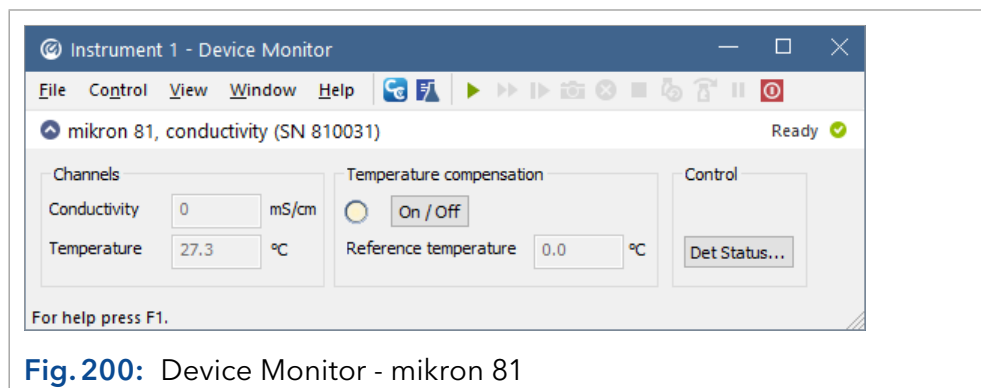 Instrument 1 - Device Monitor
File Control View Window Help
mikron 81, conductivity (SN 810031) Ready
Channels Temperature compensation Control
Conductivity 0 mS/cm On / Off
Temperature 27.3 °C Reference temperature 0.0 °C Det Status...
For help press F1.
Fig. 200: Device Monitor - mikron 81